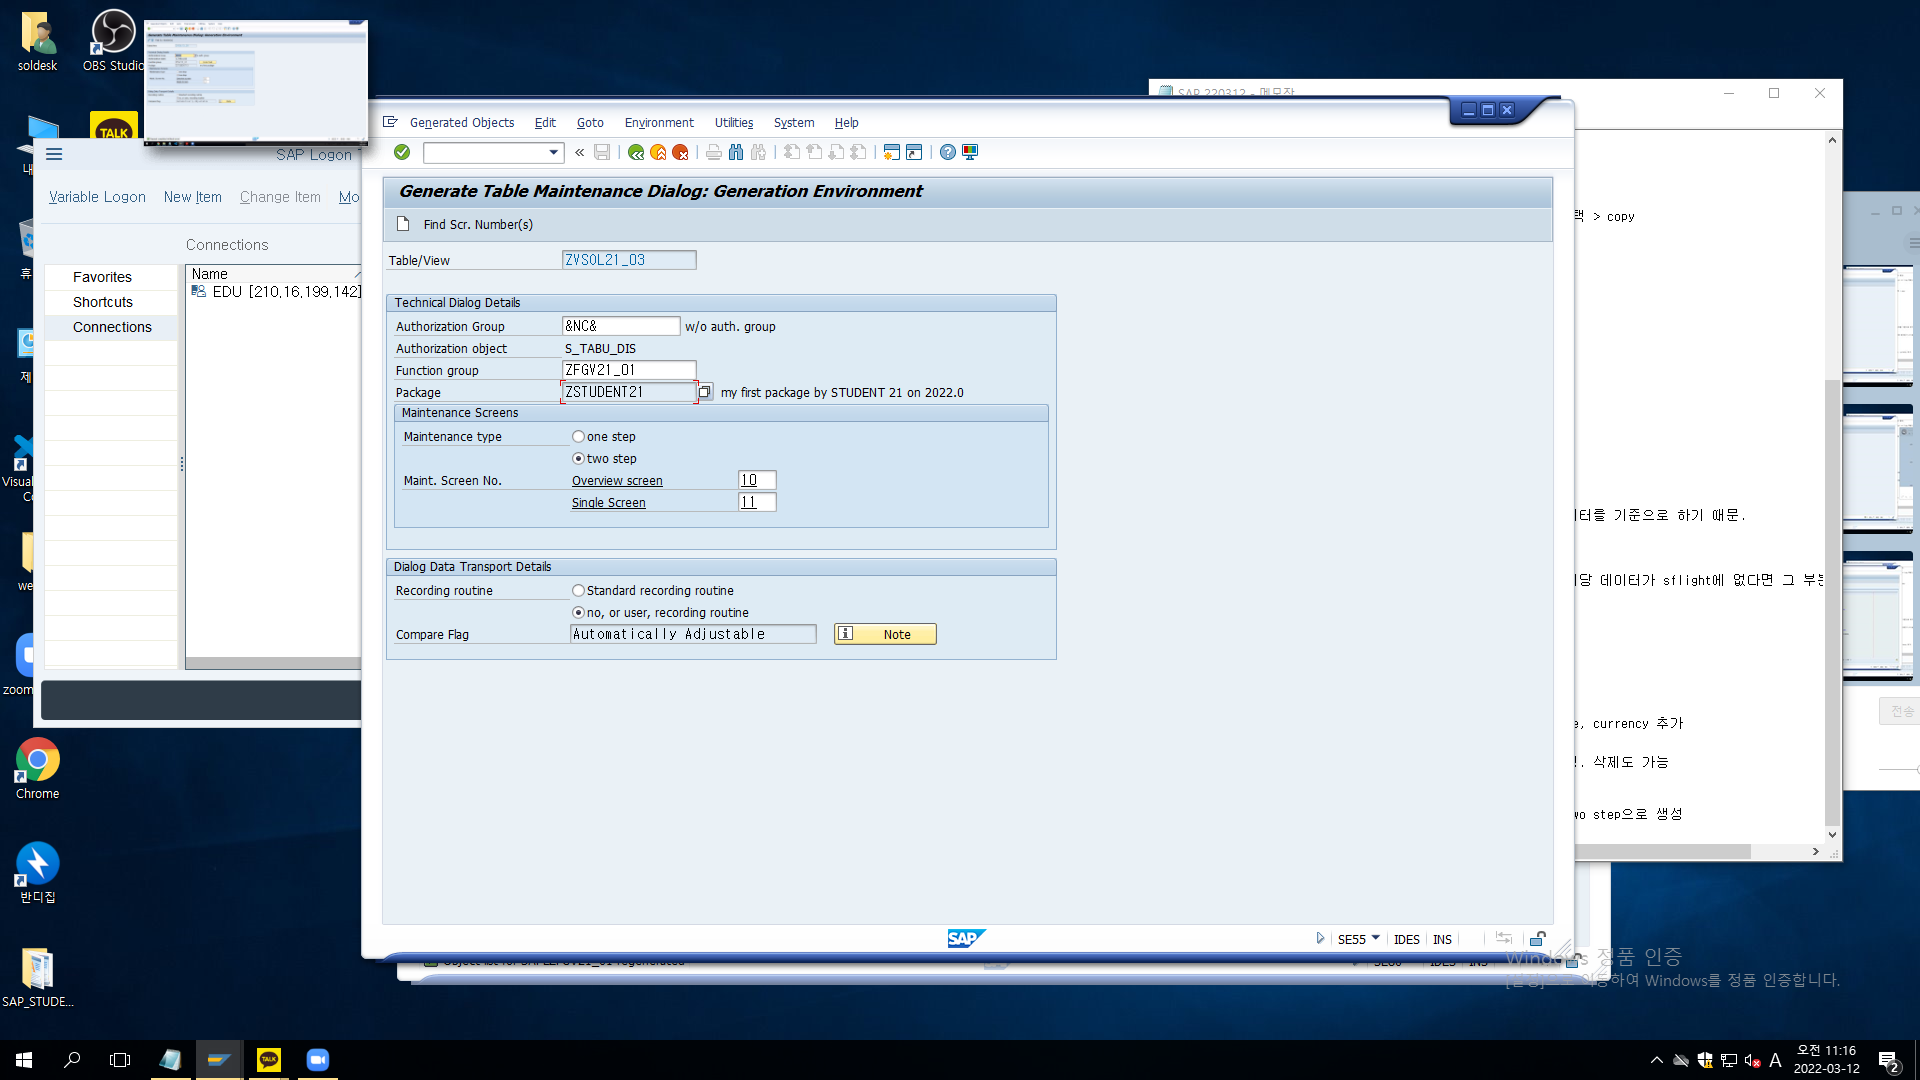 soldesk
OBS Studio
SAP 220312 - 메모장
Generated Objects Edit Goto Environment Utilities System Help
SAP Logon
Variable Logon New Item Change Item Mo
Generate Table Maintenance Dialog: Generation Environment
Find Scr. Number(s)
택 > copy
Connections
Table/View ZVSOL21_03
Favorites
Name
Shortcuts
EDU [210.16.199.142]
Connections
Technical Dialog Details
Authorization Group &NC& w/o auth. group
Authorization object S_TABU_DIS
Function group ZFGV21_01
Package ZSTUDENT21 my first package by STUDENT 21 on 2022.0
Maintenance Screens
Maintenance type one step
two step
Maint. Screen No. Overview screen 10
Single Screen 11
터를 기준으로 하기 때문.
Dialog Data Transport Details
당 데이터가 sflight에 없다면 그 부분
Recording routine Standard recording routine
no, or user, recording routine
Compare Flag Automatically Adjustable Note
zoom
전송
e, currency 추가
. 삭제도 가능
wo step으로 생성
Chrome
반디집
SAP
SE55 IDES INS
Windows 정품 인증
Windows를 정품 인증합니다.
SAP_STUDE...
TALK
A
오전 11:16
2022-03-12
2